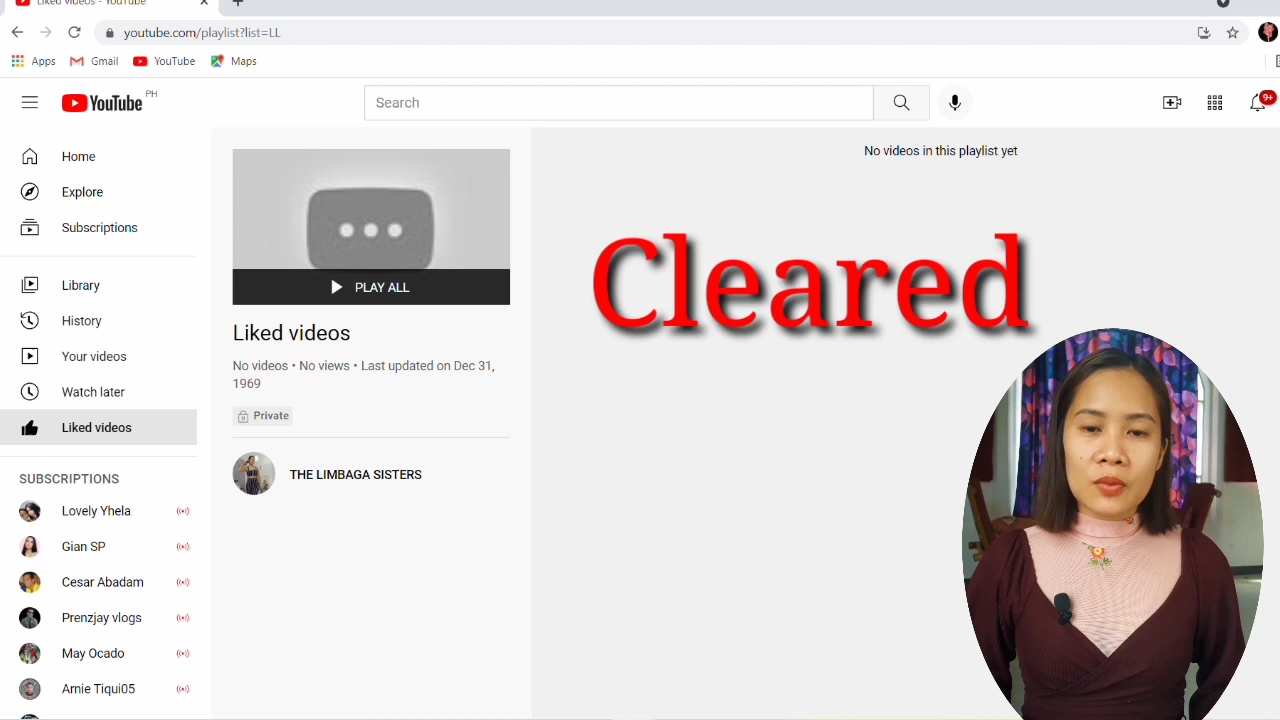 Liked videos - YouTube
youtube.com/playlist?list=LL
Apps
Gmail
YouTube
Maps
YouTube PH
Search
9+
Home
Explore
Subscriptions
Library
History
Your videos
Watch later
Liked videos
SUBSCRIPTIONS
Lovely Yhela
Gian SP
Cesar Abadam
Prenzjay vlogs
May Ocado
Arnie Tiqui05
PLAY ALL
Liked videos
No videos • No views • Last updated on Dec 31,
1969
Private
THE LIMBAGA SISTERS
No videos in this playlist yet
Cleared